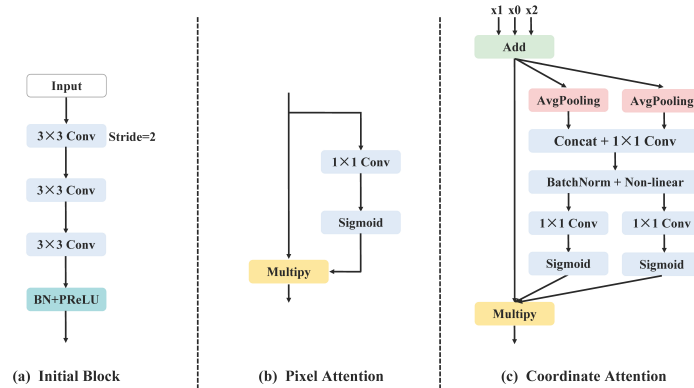 Input
3×3 Conv
Stride=2
3×3 Conv
3×3 Conv
BN+PReLU
(a) Initial Block
1×1 Conv
Sigmoid
Multipy
(b) Pixel Attention
x1 x0 x2
Add
AvgPooling
AvgPooling
Concat + 1×1 Conv
BatchNorm + Non-linear
1×1 Conv
1×1 Conv
Sigmoid
Sigmoid
Multipy
(c) Coordinate Attention